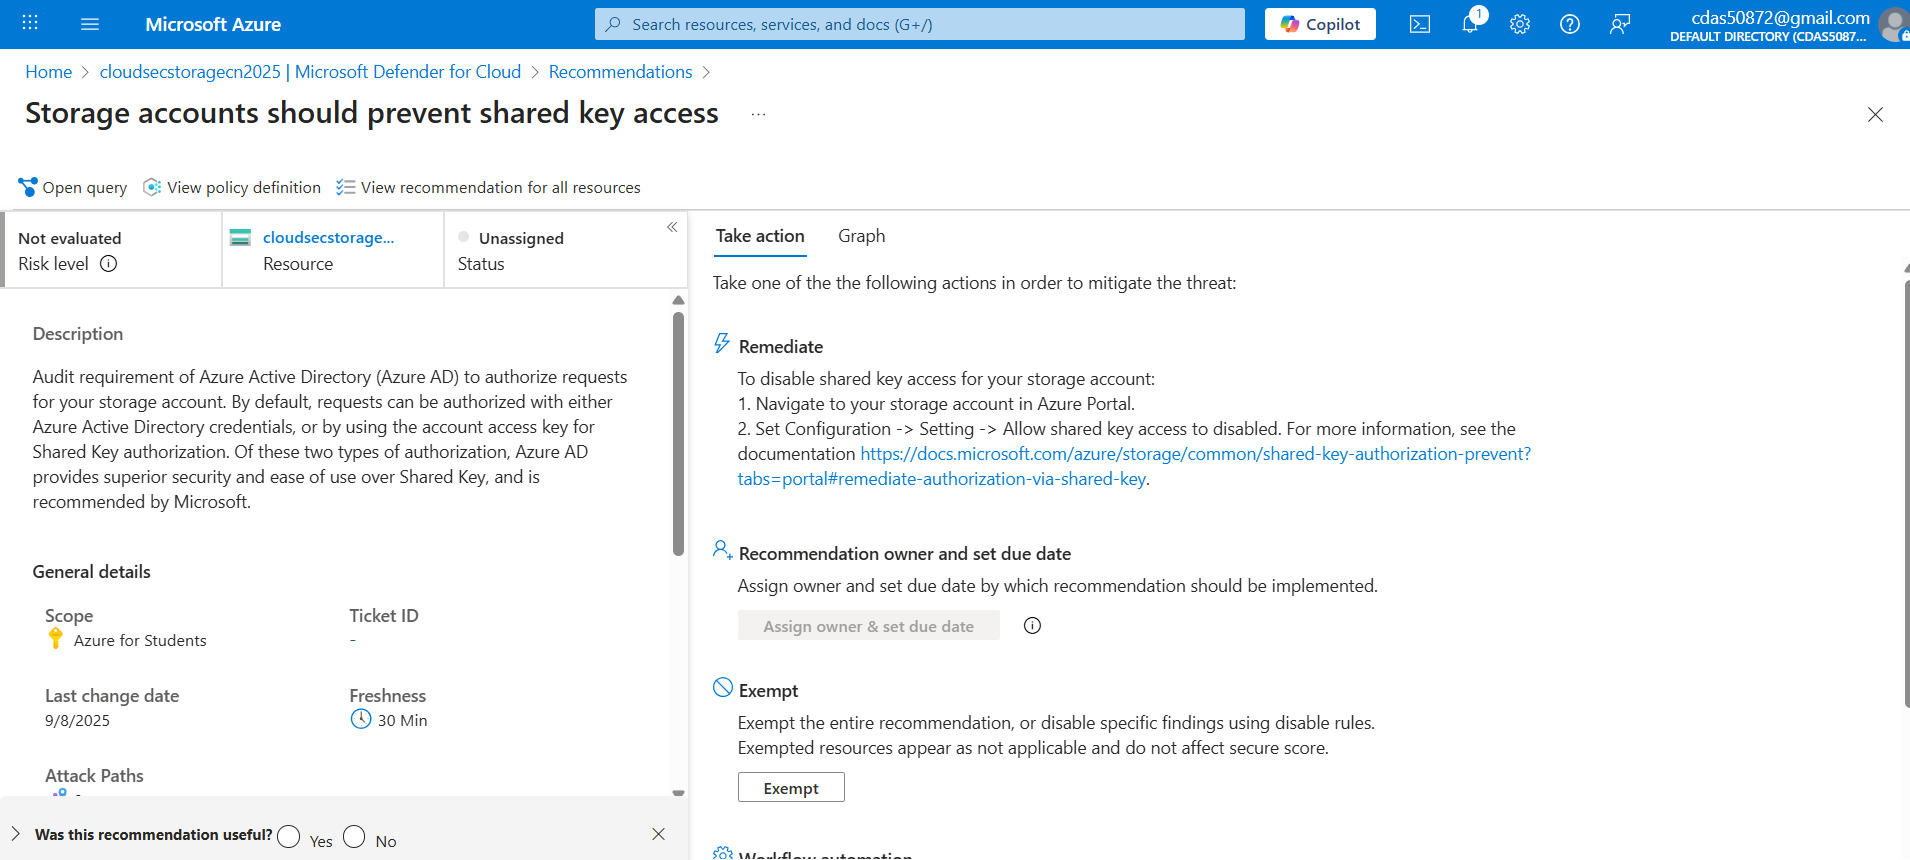 Microsoft Azure
Search resources, services, and docs (G+/)
Copilot
1
cdas50872@gmail.com
DEFAULT DIRECTORY (CDAS5087...
Home > cloudsecstoragecn2025 | Microsoft Defender for Cloud > Recommendations >
Storage accounts should prevent shared key access ...
Open query
View policy definition
View recommendation for all resources
Not evaluated
Risk level
cloudsecstorage...
Resource
Unassigned
Status
Description
Audit requirement of Azure Active Directory (Azure AD) to authorize requests
for your storage account. By default, requests can be authorized with either
Azure Active Directory credentials, or by using the account access key for
Shared Key authorization. Of these two types of authorization, Azure AD
provides superior security and ease of use over Shared Key, and is
recommended by Microsoft.
General details
Scope
Azure for Students
Ticket ID
-
Last change date
9/8/2025
Freshness
30 Min
Attack Paths
Was this recommendation useful? Yes No
Take action
Graph
Take one of the the following actions in order to mitigate the threat:
Remediate
To disable shared key access for your storage account:
1. Navigate to your storage account in Azure Portal.
2. Set Configuration -> Setting -> Allow shared key access to disabled. For more information, see the
documentation https://docs.microsoft.com/azure/storage/common/shared-key-authorization-prevent?
tabs=portal#remediate-authorization-via-shared-key.
Recommendation owner and set due date
Assign owner and set due date by which recommendation should be implemented.
Assign owner & set due date
Exempt
Exempt the entire recommendation, or disable specific findings using disable rules.
Exempted resources appear as not applicable and do not affect secure score.
Exempt
Workflow automation